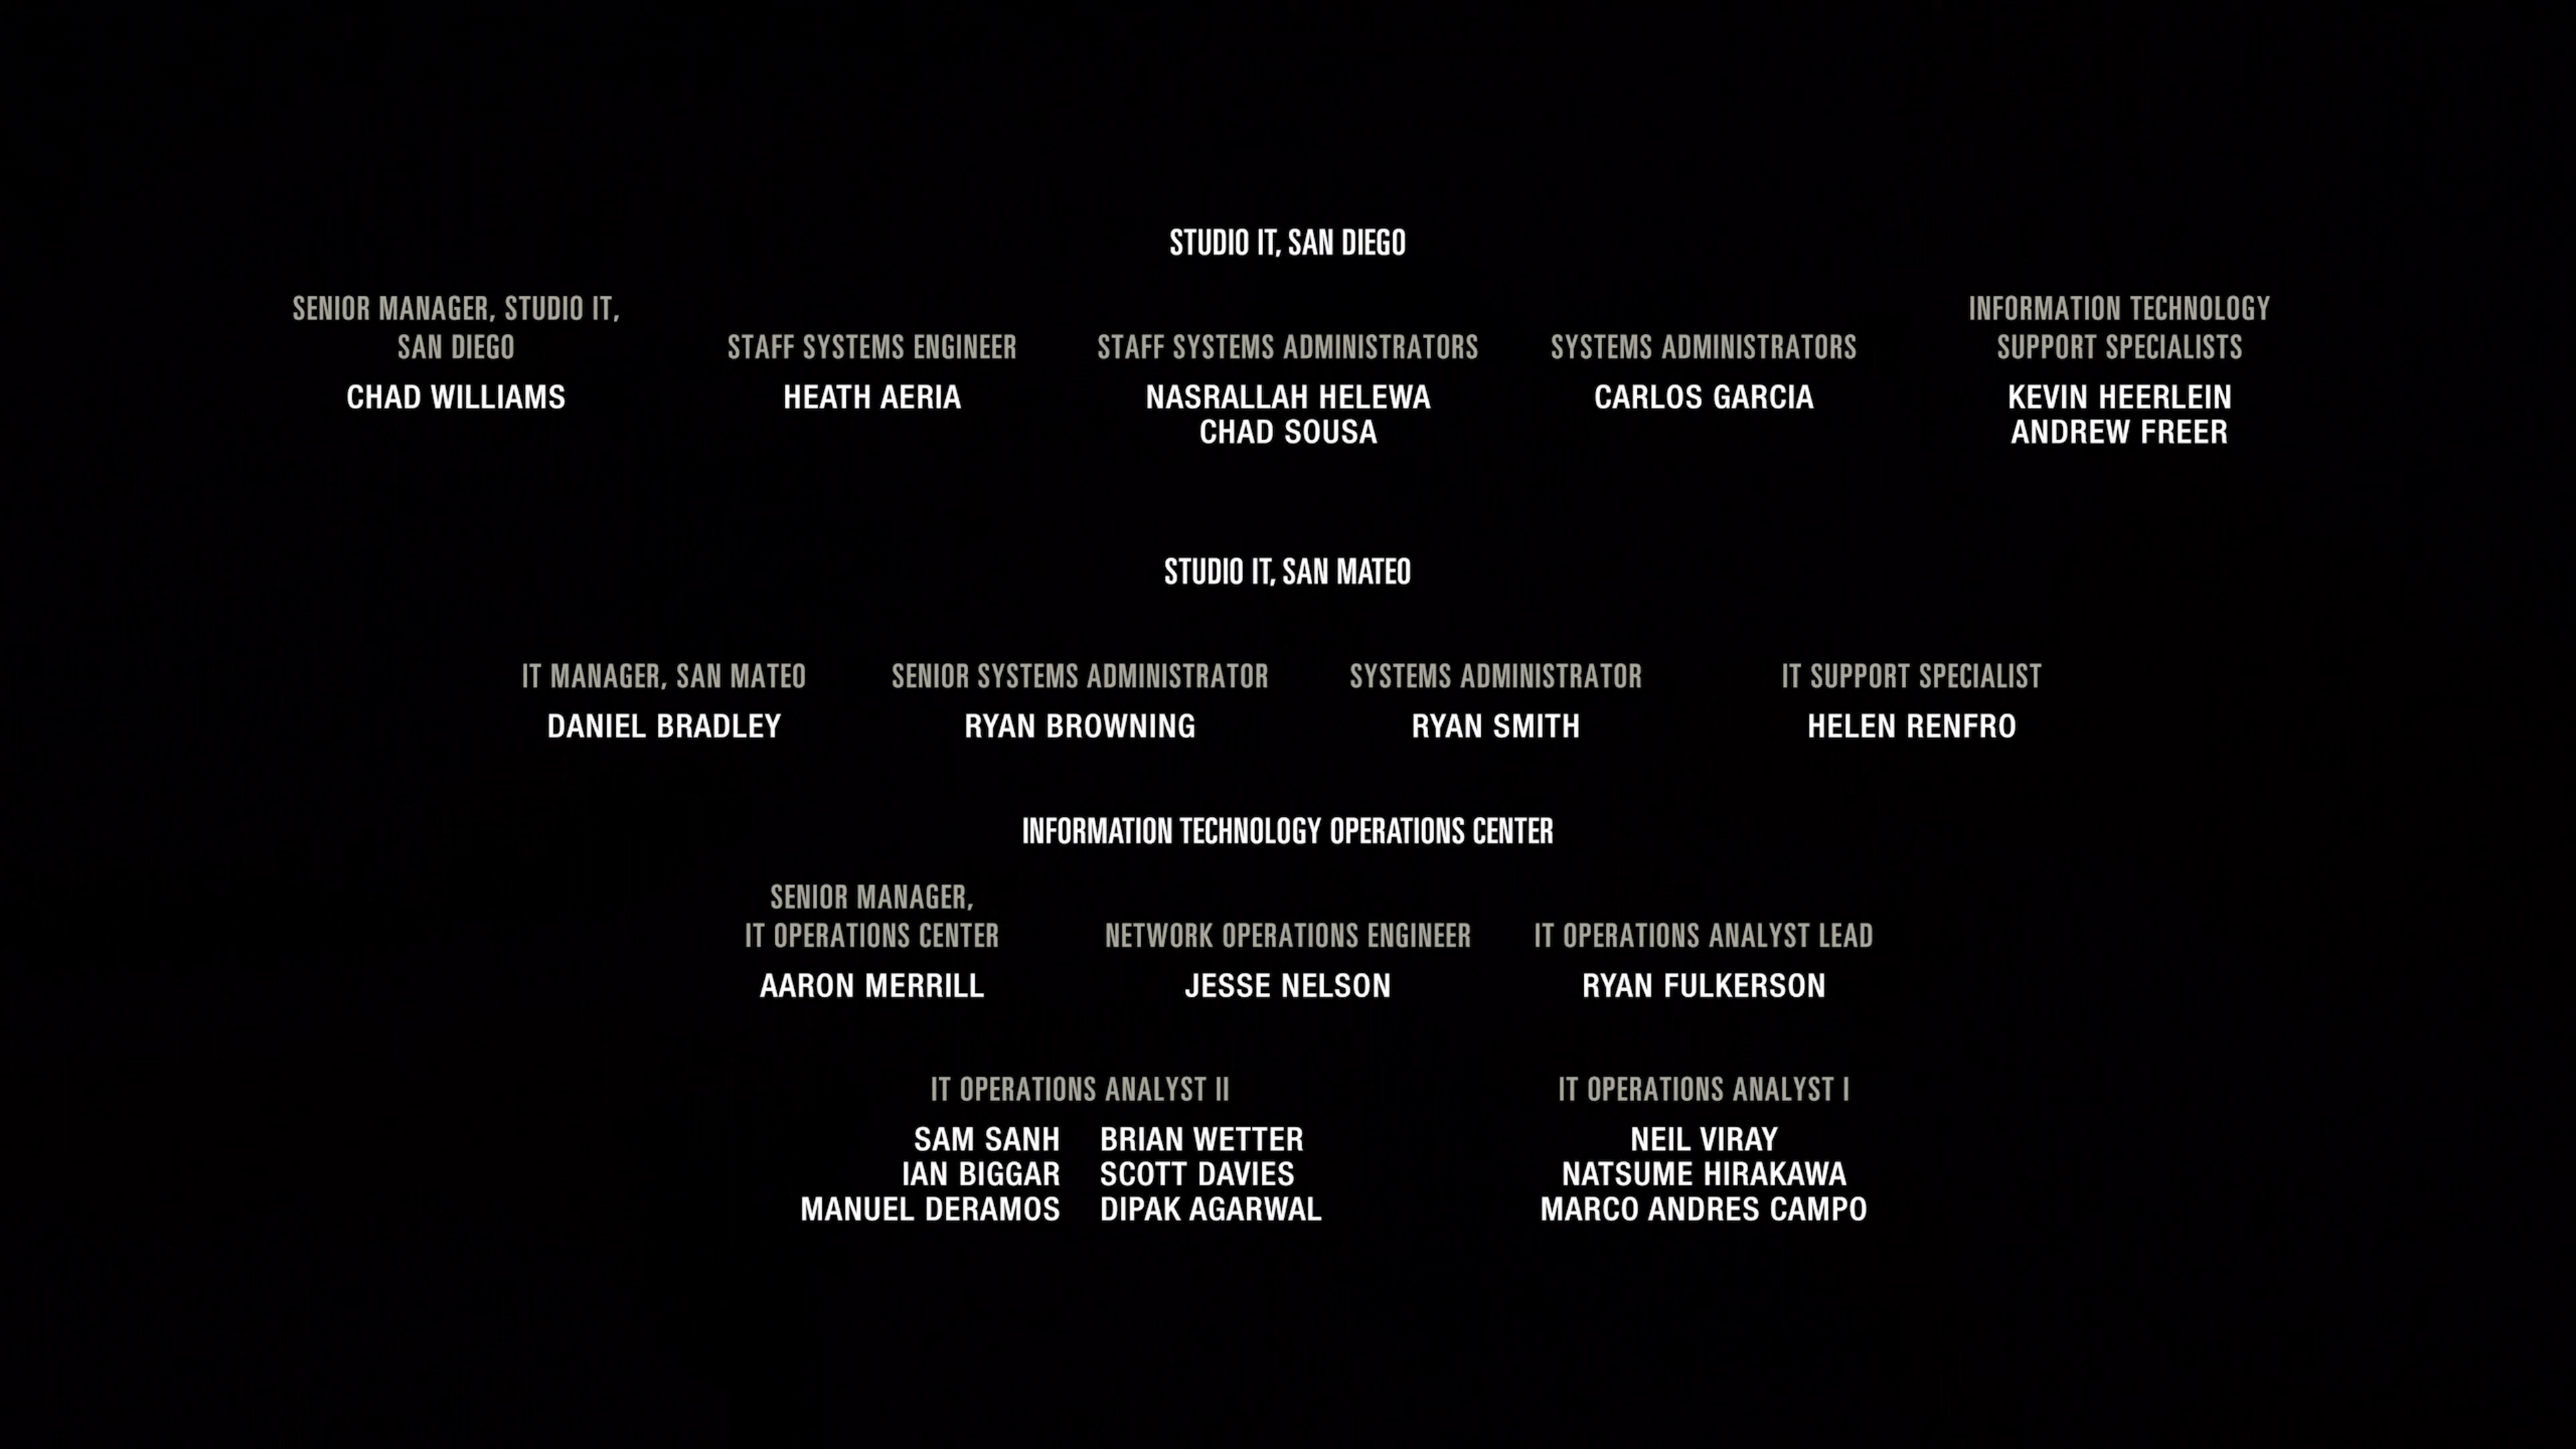 STUDIO IT, SAN DIEGO
SENIOR MANAGER, STUDIO IT,
SAN DIEGO
CHAD WILLIAMS
STAFF SYSTEMS ENGINEER
HEATH AERIA
STAFF SYSTEMS ADMINISTRATORS
NASRALLAH HELEWA
CHAD SOUSA
SYSTEMS ADMINISTRATORS
CARLOS GARCIA
INFORMATION TECHNOLOGY
SUPPORT SPECIALISTS
KEVIN HEERLEIN
ANDREW FREER
STUDIO IT, SAN MATEO
IT MANAGER, SAN MATEO
DANIEL BRADLEY
SENIOR SYSTEMS ADMINISTRATOR
RYAN BROWNING
SYSTEMS ADMINISTRATOR
RYAN SMITH
IT SUPPORT SPECIALIST
HELEN RENFRO
INFORMATION TECHNOLOGY OPERATIONS CENTER
SENIOR MANAGER,
IT OPERATIONS CENTER
AARON MERRILL
NETWORK OPERATIONS ENGINEER
JESSE NELSON
IT OPERATIONS ANALYST LEAD
RYAN FULKERSON
IT OPERATIONS ANALYST II
SAM SANH BRIAN WETTER
IAN BIGGAR SCOTT DAVIES
MANUEL DERAMOS DIPAK AGARWAL
IT OPERATIONS ANALYST I
NEIL VIRAY
NATSUME HIRAKAWA
MARCO ANDRES CAMPO